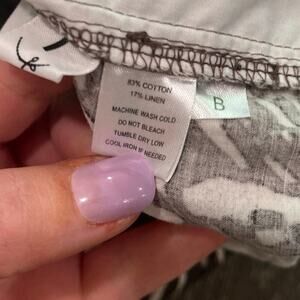 83% COTTON
17% LINEN
MACHINE WASH COLD
DO NOT BLEACH
TUMBLE DRY LOW
COOL IRON IF NEEDED
B